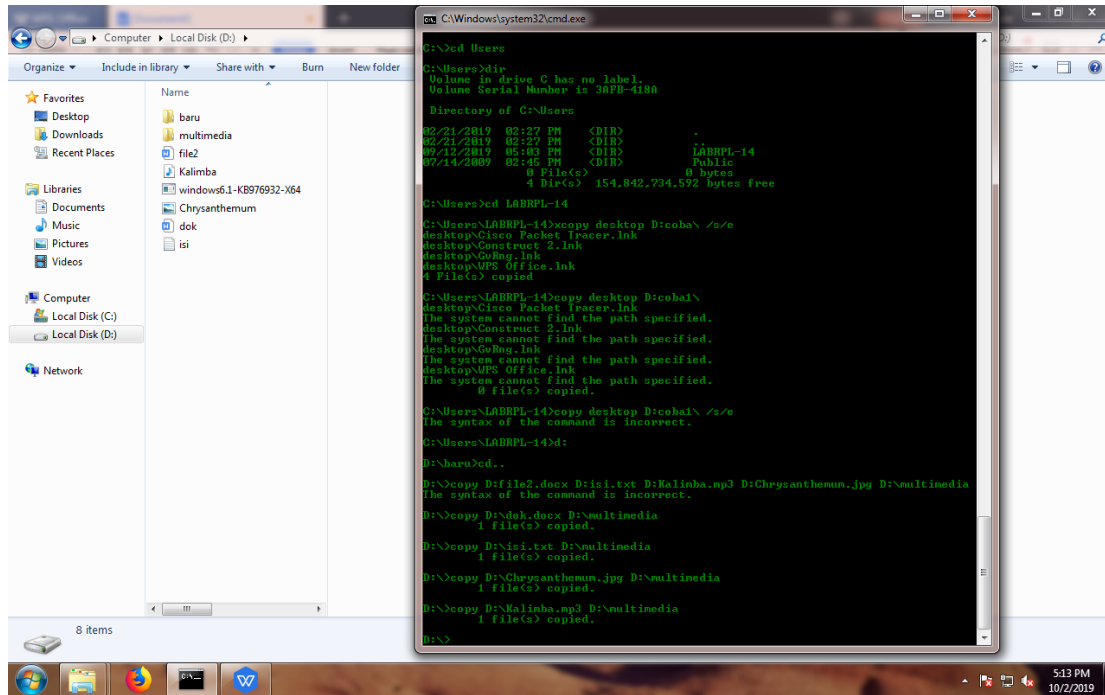 Computer ▸ Local Disk (D:) ▸
Organize ▾ Include in library ▾ Share with ▾ Burn New folder
Favorites
Desktop
Downloads
Recent Places
Libraries
Documents
Music
Pictures
Videos
Computer
Local Disk (C:)
Local Disk (D:)
Network
Name
baru
multimedia
file2
Kalimba
windows6.1-KB976932-X64
Chrysanthemum
dok
isi
8 items
C:\Windows\system32\cmd.exe
C:\>cd Users
C:\Users>dir
Volume in drive C has no label.
Volume Serial Number is 3AFB-418A
Directory of C:\Users
02/21/2019 02:27 PM <DIR> .
02/21/2019 02:27 PM <DIR> ..
09/12/2019 05:03 PM <DIR> LABRPL-14
07/14/2009 02:45 PM <DIR> Public
0 File(s) 0 bytes
4 Dir(s) 154,842,734,592 bytes free
C:\Users>cd LABRPL-14
C:\Users\LABRPL-14>xcopy desktop D:coba\ /s/e
desktop\Cisco Packet Tracer.lnk
desktop\Construct 2.lnk
desktop\GvRng.lnk
desktop\WPS Office.lnk
4 File(s) copied
C:\Users\LABRPL-14>copy desktop D:coba1\
desktop\Cisco Packet Tracer.lnk
The system cannot find the path specified.
desktop\Construct 2.lnk
The system cannot find the path specified.
desktop\GvRng.lnk
The system cannot find the path specified.
desktop\WPS Office.lnk
The system cannot find the path specified.
0 file(s) copied.
C:\Users\LABRPL-14>copy desktop D:coba1\ /s/e
The syntax of the command is incorrect.
C:\Users\LABRPL-14>d:
D:\baru>cd..
D:\>copy D:file2.docx D:isi.txt D:Kalimba.mp3 D:Chrysanthemum.jpg D:\multimedia
The syntax of the command is incorrect.
D:\>copy D:\dok.docx D:\multimedia
1 file(s) copied.
D:\>copy D:\isi.txt D:\multimedia
1 file(s) copied.
D:\>copy D:\Chrysanthemum.jpg D:\multimedia
1 file(s) copied.
D:\>copy D:\Kalimba.mp3 D:\multimedia
1 file(s) copied.
D:\>
5:13 PM
10/2/2019